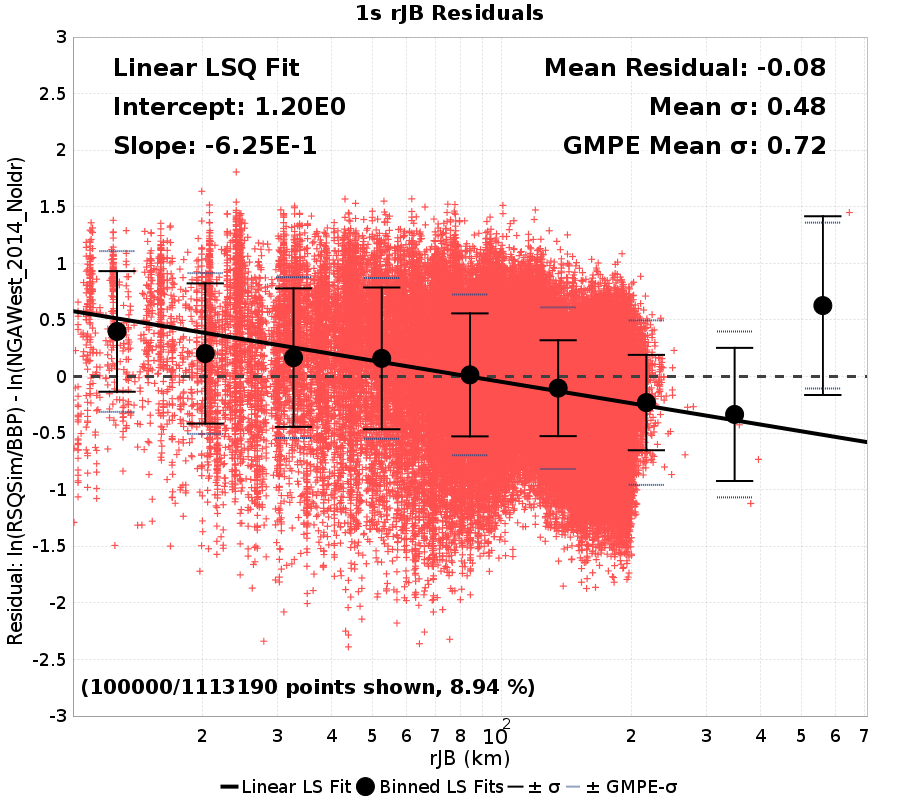 1s rJB Residuals
Linear LSQ Fit
Intercept: 1.20E0
Slope: -6.25E-1
Mean Residual: -0.08
Mean σ: 0.48
GMPE Mean σ: 0.72
Residual: ln(RSQSim/BBP) - ln(NGAWest_2014_NoIdr)
3
2.5
2
1.5
1
0.5
0
-0.5
-1
-1.5
-2
-2.5
-3
(100000/1113190 points shown, 8.94 %)
2 3 4 5 6 7 8 10² 2 3 4 5 6 7
rJB (km)
Linear LS Fit Binned LS Fits ± σ ± GMPE-σ